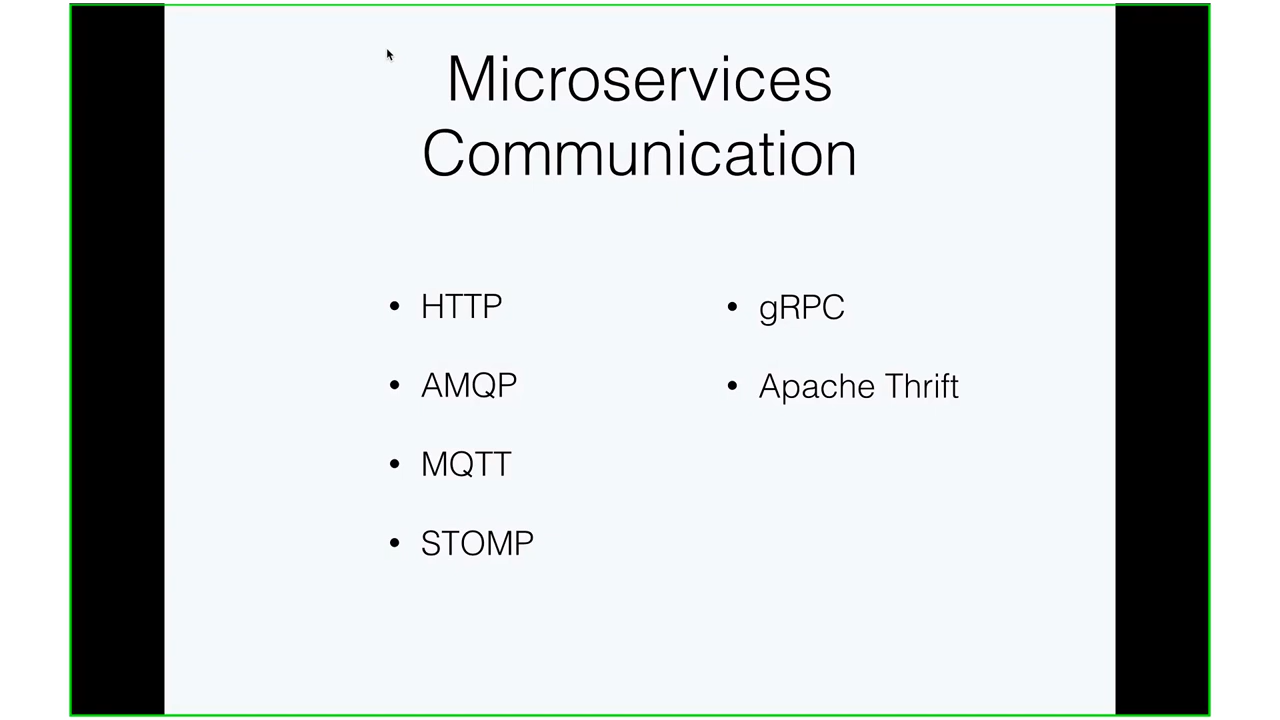 Microservices
Communication
• HTTP
• AMQP
• MQTT
• STOMP
• gRPC
• Apache Thrift